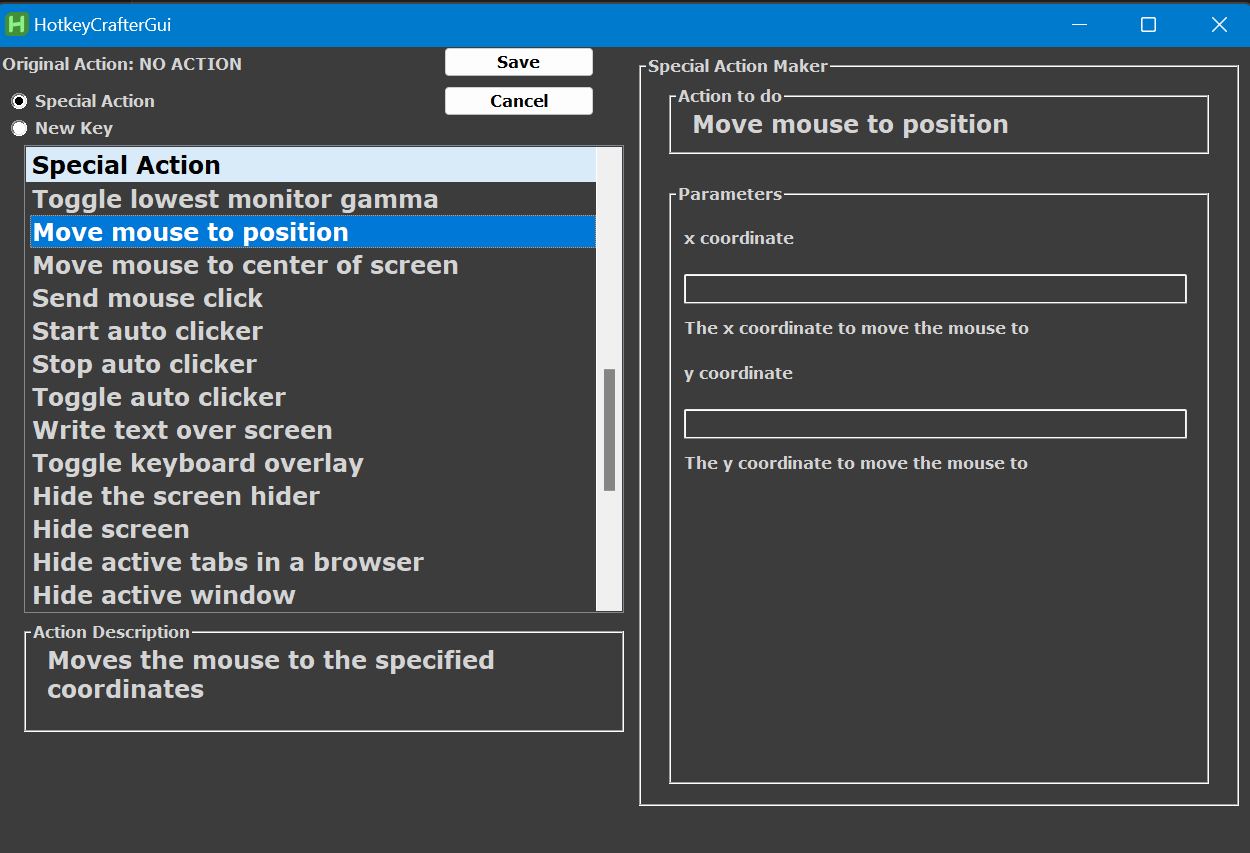 HotkeyCrafterGui
Original Action: NO ACTION
Save
Special Action
Cancel
New Key
Special Action
Toggle lowest monitor gamma
Move mouse to position
Move mouse to center of screen
Send mouse click
Start auto clicker
Stop auto clicker
Toggle auto clicker
Write text over screen
Toggle keyboard overlay
Hide the screen hider
Hide screen
Hide active tabs in a browser
Hide active window
Action Description
Moves the mouse to the specified
coordinates
Special Action Maker
Action to do
Move mouse to position
Parameters
x coordinate
The x coordinate to move the mouse to
y coordinate
The y coordinate to move the mouse to